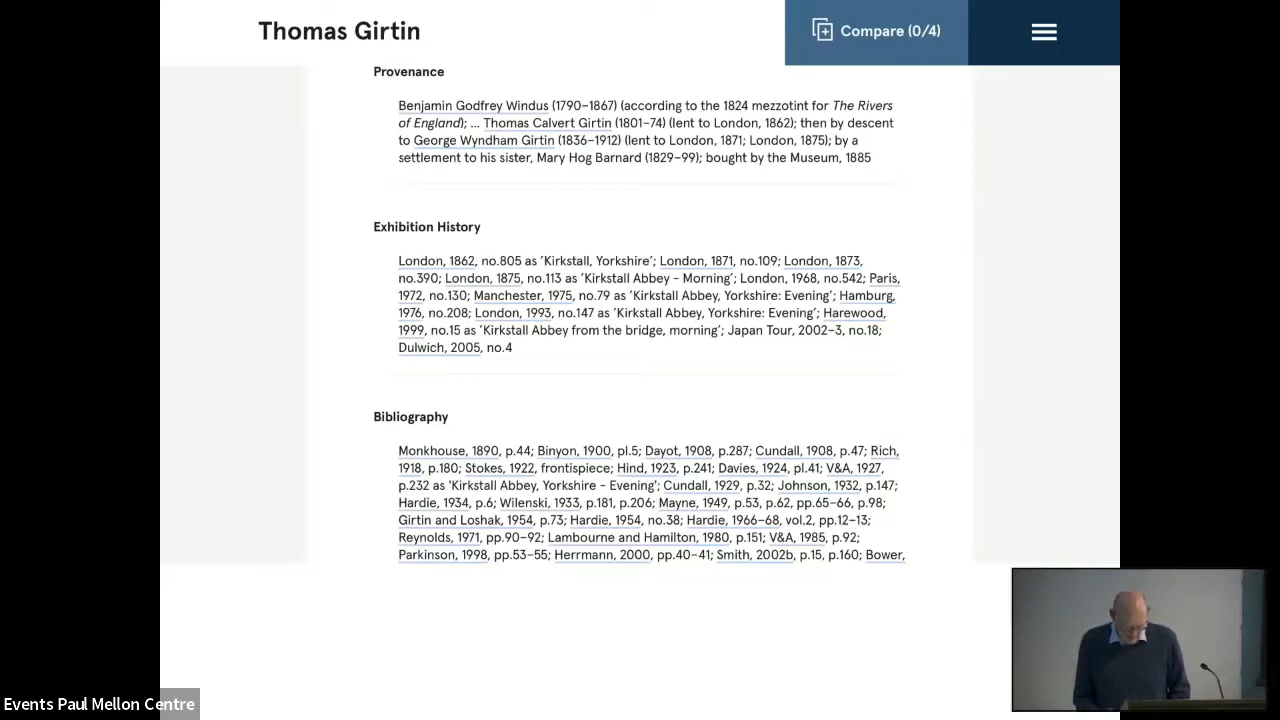 Thomas Girtin
Compare (0/4)
Provenance
Benjamin Godfrey Windus (1790–1867) (according to the 1824 mezzotint for The Rivers
of England); ... Thomas Calvert Girtin (1801–74) (lent to London, 1862); then by descent
to George Wyndham Girtin (1836–1912) (lent to London, 1871; London, 1875); by a
settlement to his sister, Mary Hog Barnard (1829–99); bought by the Museum, 1885
Exhibition History
London, 1862, no.805 as ‘Kirkstall, Yorkshire’; London, 1871, no.109; London, 1873,
no.390; London, 1875, no.113 as ‘Kirkstall Abbey - Morning’; London, 1968, no.542; Paris,
1972, no.130; Manchester, 1975, no.79 as ‘Kirkstall Abbey, Yorkshire: Evening’; Hamburg,
1976, no.208; London, 1993, no.147 as ‘Kirkstall Abbey, Yorkshire: Evening’; Harewood,
1999, no.15 as ‘Kirkstall Abbey from the bridge, morning’; Japan Tour, 2002–3, no.18;
Dulwich, 2005, no.4
Bibliography
Monkhouse, 1890, p.44; Binyon, 1900, pl.5; Dayot, 1908, p.287; Cundall, 1908, p.47; Rich,
1918, p.180; Stokes, 1922, frontispiece; Hind, 1923, p.241; Davies, 1924, pl.41; V&A, 1927,
p.232 as 'Kirkstall Abbey, Yorkshire - Evening'; Cundall, 1929, p.32; Johnson, 1932, p.147;
Hardie, 1934, p.6; Wilenski, 1933, p.181, p.206; Mayne, 1949, p.53, p.62, pp.65–66, p.98;
Girtin and Loshak, 1954, p.73; Hardie, 1954, no.38; Hardie, 1966–68, vol.2, pp.12–13;
Reynolds, 1971, pp.90–92; Lambourne and Hamilton, 1980, p.151; V&A, 1985, p.92;
Parkinson, 1998, pp.53–55; Herrmann, 2000, pp.40–41; Smith, 2002b, p.15, p.160; Bower,
Events Paul Mellon Centre